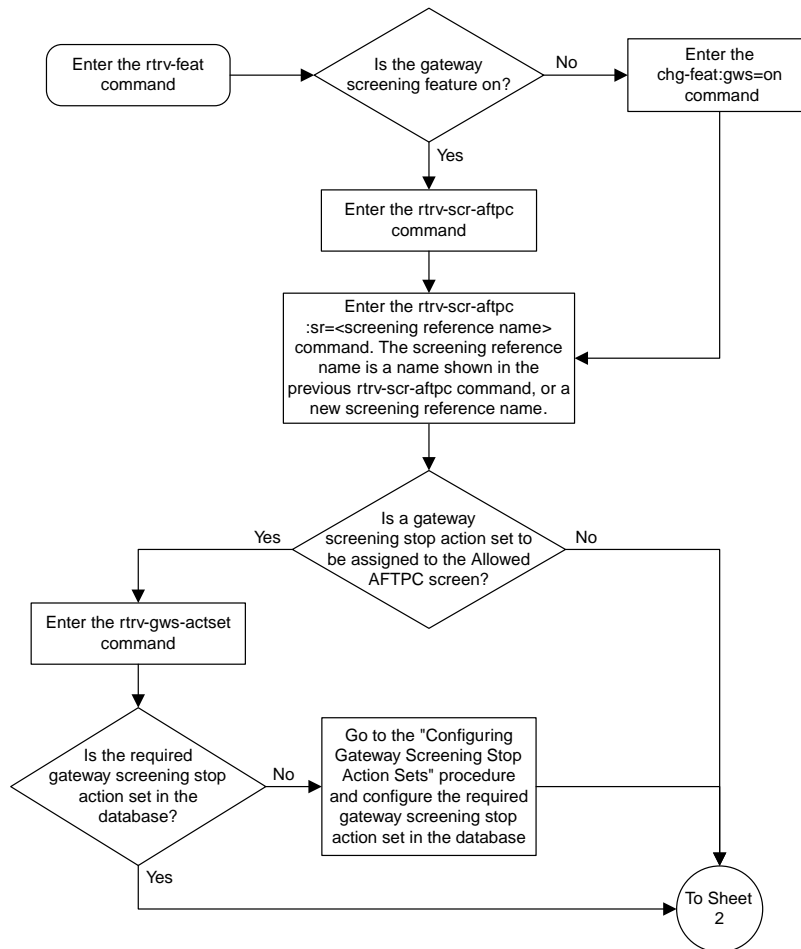 Enter the rtrv-feat
command
Is the gateway
screening feature on?
No
Enter the
chg-feat:gws=on
command
Yes
Enter the rtrv-scr-aftpc
command
Enter the rtrv-scr-aftpc
:sr=<screening reference name>
command. The screening reference
name is a name shown in the
previous rtrv-scr-aftpc command, or a
new screening reference name.
Is a gateway
screening stop action set to
be assigned to the Allowed
AFTPC screen?
Yes
No
Enter the rtrv-gws-actset
command
Is the required
gateway screening stop
action set in the
database?
No
Go to the "Configuring
Gateway Screening Stop
Action Sets" procedure
and configure the required
gateway screening stop
action set in the database
Yes
To Sheet
2